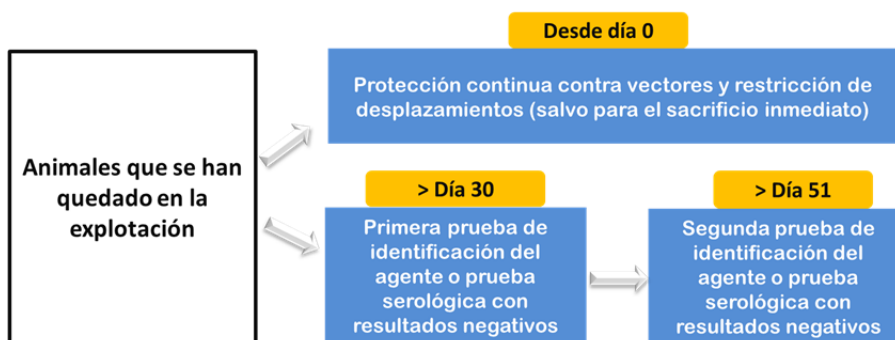 Desde día 0
Protección continua contra vectores y restricción de
desplazamientos (salvo para el sacrificio inmediato)
Animales que se han
quedado en la
explotación
> Día 30
Primera prueba de
identificación del
agente o prueba
serológica con
resultados negativos
> Día 51
Segunda prueba de
identificación del
agente o prueba
serológica con
resultados negativos